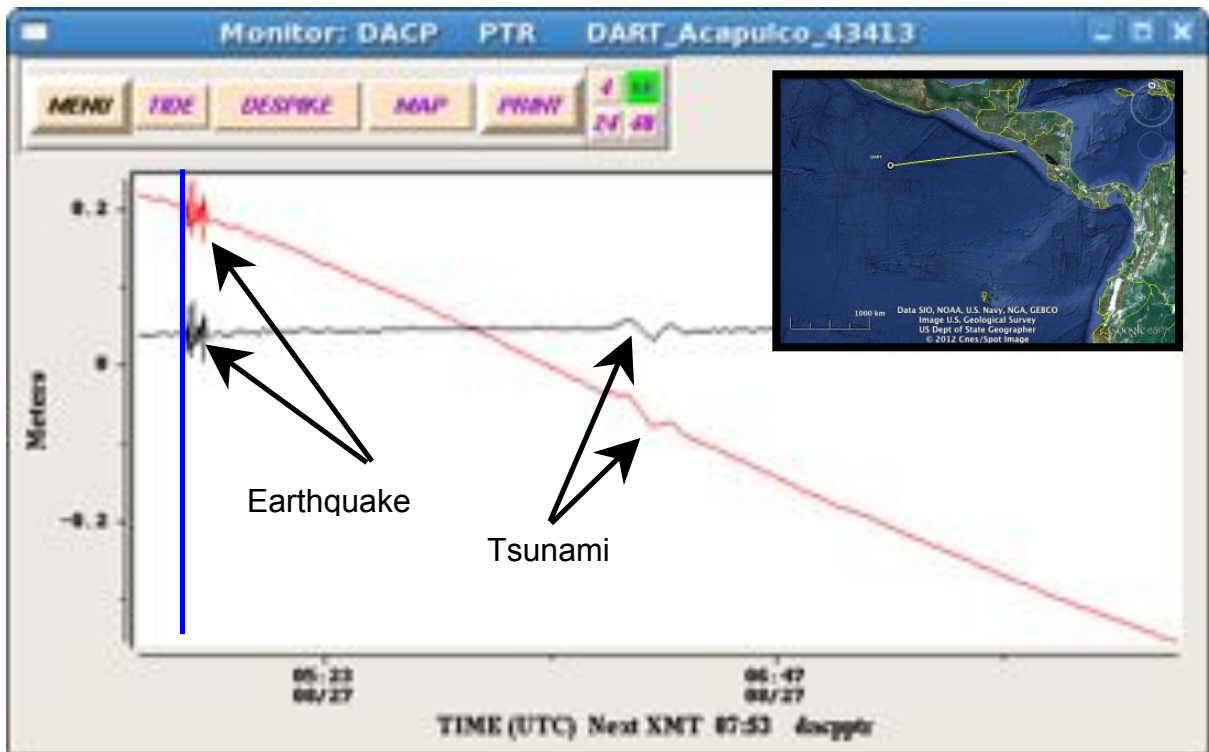 Monitor: DACP PTR DART_Acapulco_43413
MENU TIDE DESPIKE MAP PRINT
4
24 48
DART
1000 km
Data SIO, NOAA, U.S. Navy, NGA, GEBCO
Image U.S. Geological Survey
US Dept of State Geographer
© 2012 Cnes/Spot Image
Google earth
0.2
0
-0.2
Meters
Earthquake
Tsunami
05:23
08/27
06:47
08/27
TIME (UTC) Next XMT 07:53 dacpptr